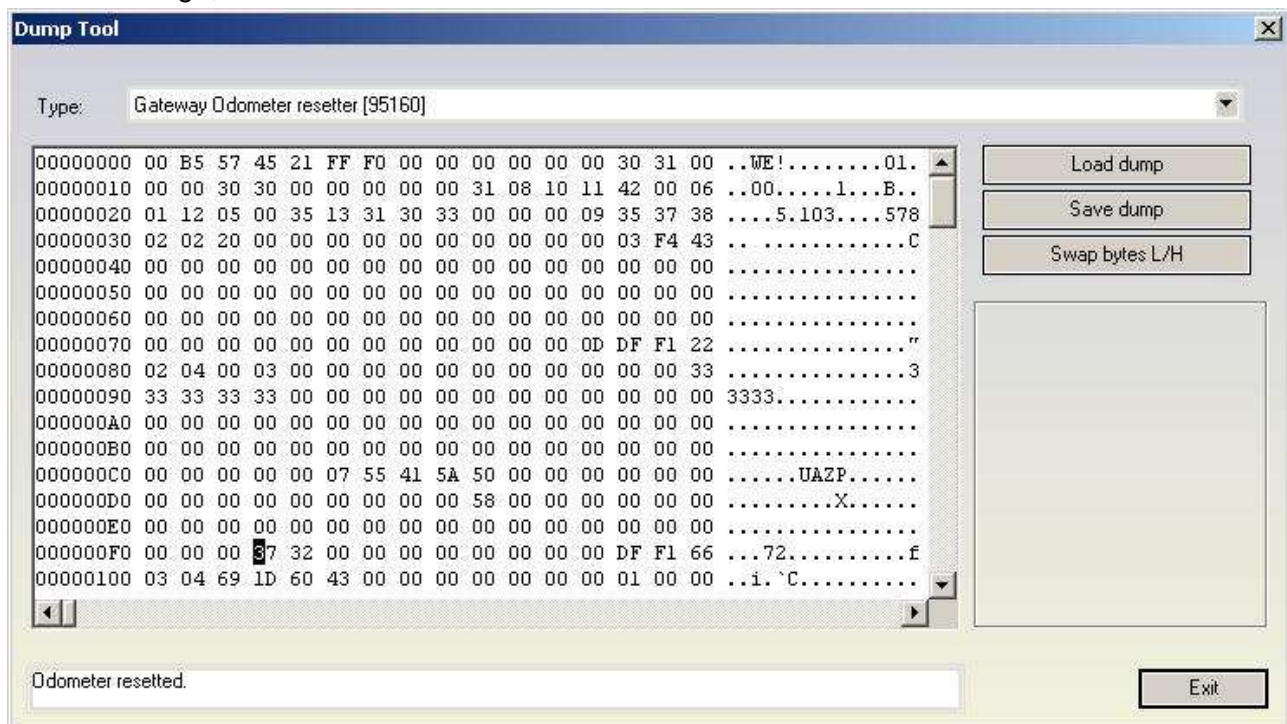 Dump Tool
Type: Gateway Odometer resetter [95160]
00000000 00 B5 57 45 21 FF F0 00 00 00 00 00 00 30 31 00 ..WE!........01.
00000010 00 00 30 30 00 00 00 00 00 31 08 10 11 42 00 06 ..00.....1...B..
00000020 01 12 05 00 35 13 31 30 33 00 00 00 09 35 37 38 ....5.103....578
00000030 02 02 20 00 00 00 00 00 00 00 00 00 00 03 F4 43 .. ............C
00000040 00 00 00 00 00 00 00 00 00 00 00 00 00 00 00 00 ................
00000050 00 00 00 00 00 00 00 00 00 00 00 00 00 00 00 00 ................
00000060 00 00 00 00 00 00 00 00 00 00 00 00 00 00 00 00 ................
00000070 00 00 00 00 00 00 00 00 00 00 00 00 0D DF F1 22 ..............."
00000080 02 04 00 03 00 00 00 00 00 00 00 00 00 00 00 33 ...............3
00000090 33 33 33 33 00 00 00 00 00 00 00 00 00 00 00 00 3333............
000000A0 00 00 00 00 00 00 00 00 00 00 00 00 00 00 00 00 ................
000000B0 00 00 00 00 00 00 00 00 00 00 00 00 00 00 00 00 ................
000000C0 00 00 00 00 00 07 55 41 5A 50 00 00 00 00 00 00 ......UAZP......
000000D0 00 00 00 00 00 00 00 00 00 58 00 00 00 00 00 00 .........X......
000000E0 00 00 00 00 00 00 00 00 00 00 00 00 00 00 00 00 ................
000000F0 00 00 00 37 32 00 00 00 00 00 00 00 00 DF F1 66 ...72..........f
00000100 03 04 69 1D 60 43 00 00 00 00 00 00 00 01 00 00 ..i.`C..........
Load dump
Save dump
Swap bytes L/H
Odometer resetted.
Exit